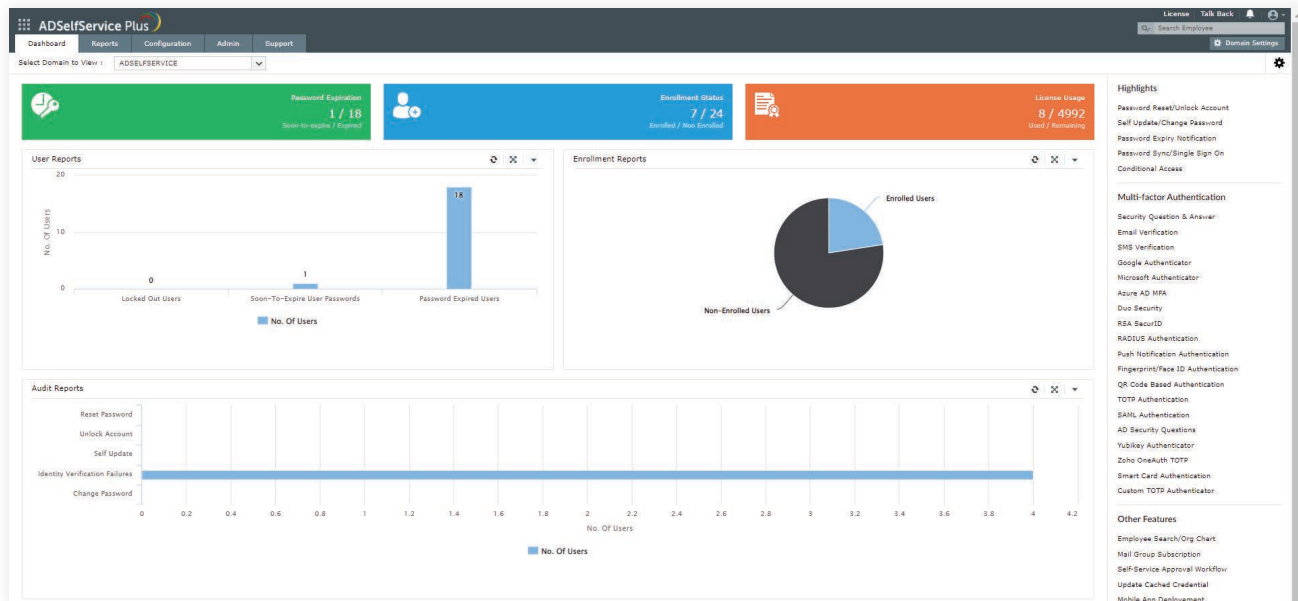 License Talk Back
ADSelfService Plus
Search Employee
Dashboard Reports Configuration Admin Support
Domain Settings
Select Domain to View : ADSELFSERVICE
Password Expiration
1 / 18
Soon-to-expire / Expired
Enrollment Status
7 / 24
Enrolled / Non Enrolled
License Usage
8 / 4992
Used / Remaining
User Reports
20
10
0
No. Of Users
0
1
18
Locked Out Users
Soon-To-Expire User Passwords
Password Expired Users
No. Of Users
Enrollment Reports
Enrolled Users
Non-Enrolled Users
Audit Reports
Reset Password
Unlock Account
Self Update
Identity Verification Failures
Change Password
0 0.2 0.4 0.6 0.8 1 1.2 1.4 1.6 1.8 2 2.2 2.4 2.6 2.8 3 3.2 3.4 3.6 3.8 4 4.2
No. Of Users
No. Of Users
Highlights
Password Reset/Unlock Account
Self Update/Change Password
Password Expiry Notification
Password Sync/Single Sign On
Conditional Access
Multi-factor Authentication
Security Question & Answer
Email Verification
SMS Verification
Google Authenticator
Microsoft Authenticator
Azure AD MFA
Duo Security
RSA SecurID
RADIUS Authentication
Push Notification Authentication
Fingerprint/Face ID Authentication
QR Code Based Authentication
TOTP Authentication
SAML Authentication
AD Security Questions
Yubikey Authenticator
Zoho OneAuth TOTP
Smart Card Authentication
Custom TOTP Authenticator
Other Features
Employee Search/Org Chart
Mail Group Subscription
Self-Service Approval Workflow
Update Cached Credential
Mobile App Deployement